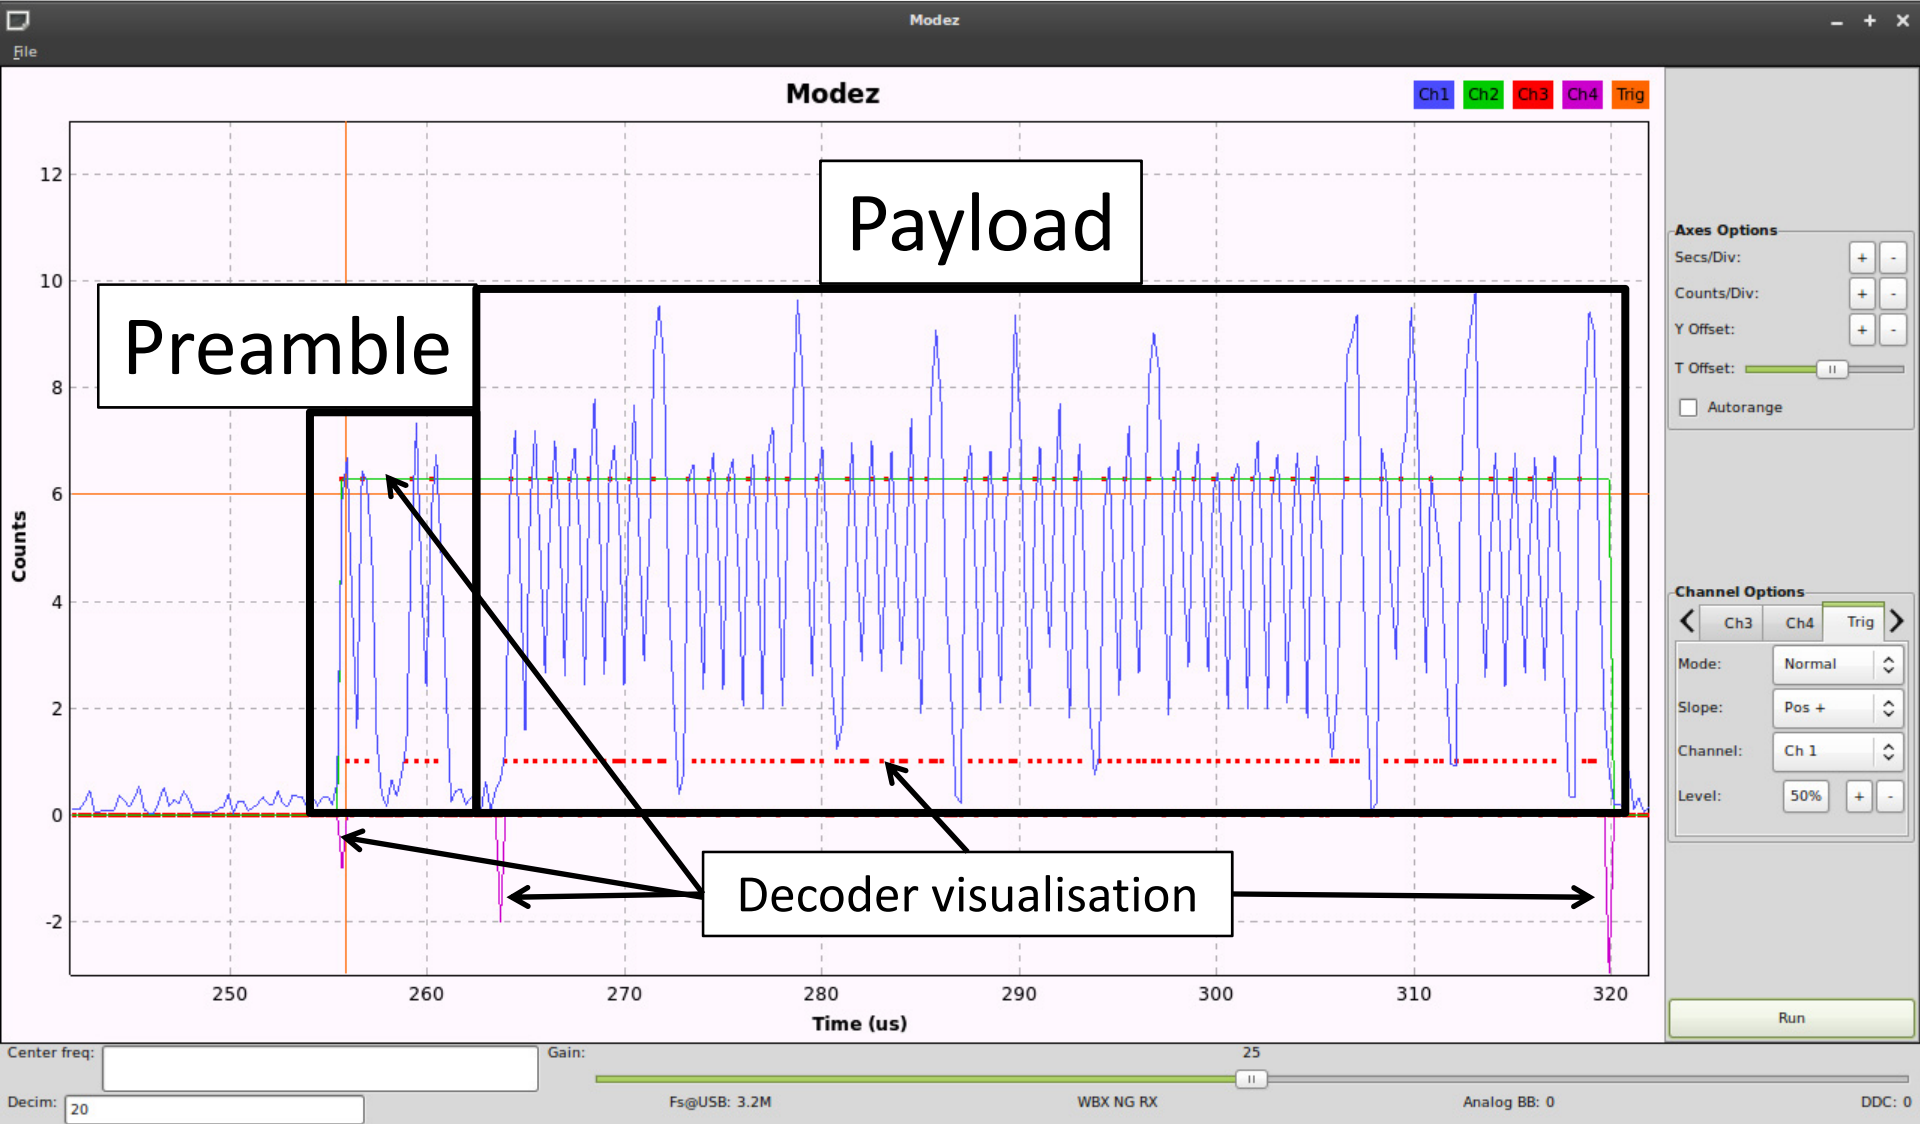 Modez
File
Modez
Ch1 Ch2 Ch3 Ch4 Trig
12
10
8
6
4
2
0
-2
Counts
250 260 270 280 290 300 310 320
Time (us)
Payload
Preamble
Decoder visualisation
Axes Options
Secs/Div: + -
Counts/Div: + -
Y Offset: + -
T Offset:
Autorange
Channel Options
Ch3 Ch4 Trig
Mode: Normal
Slope: Pos +
Channel: Ch 1
Level: 50% + -
Run
Center freq:
Gain: 25
Decim: 20
Fs@USB: 3.2M WBX NG RX Analog BB: 0 DDC: 0